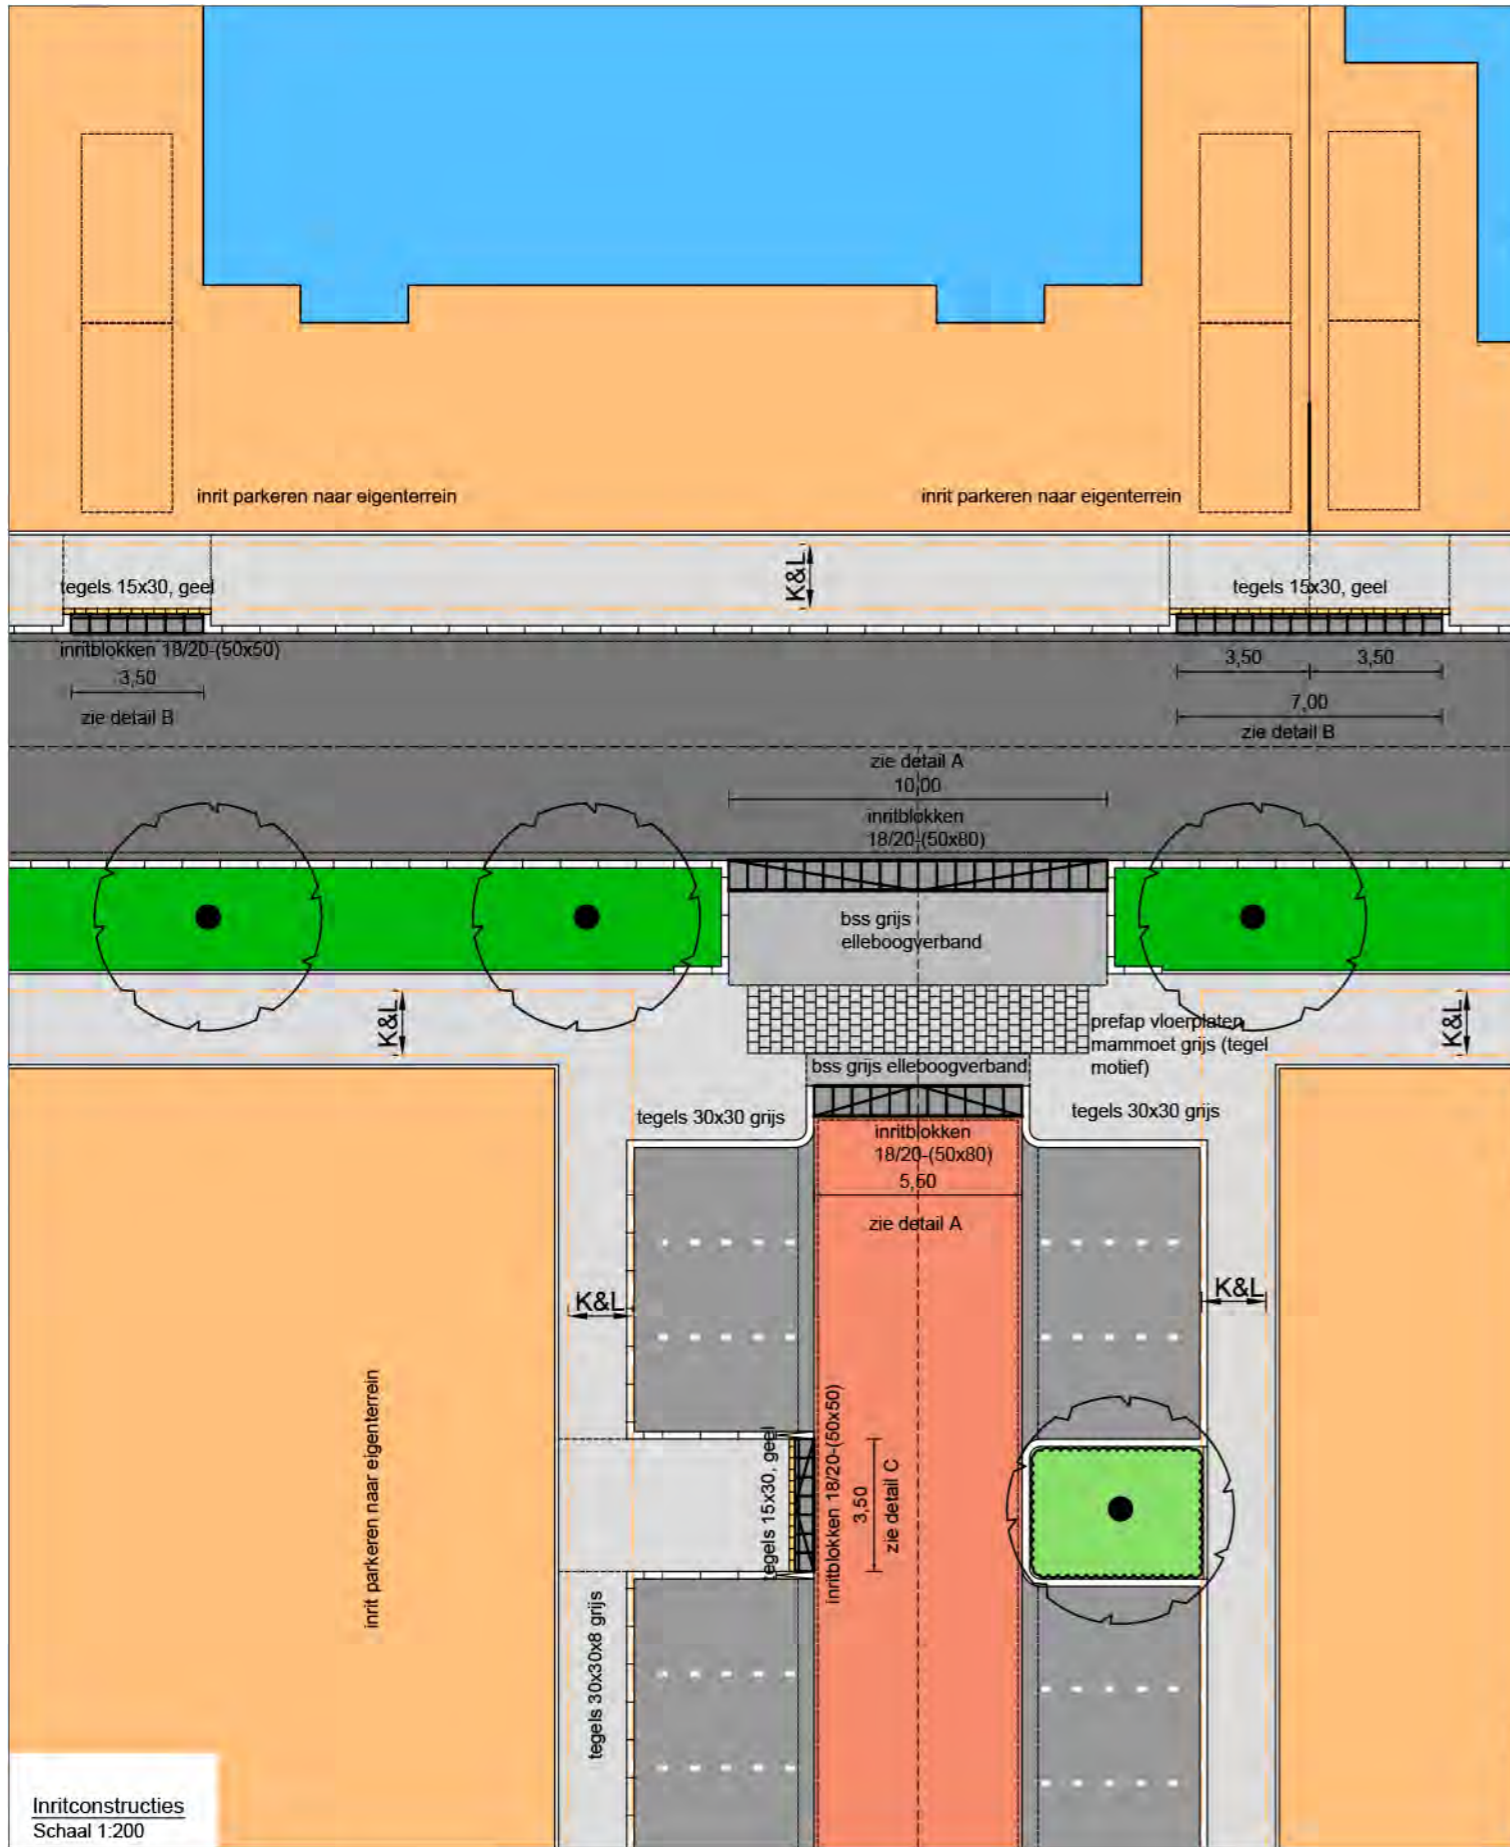 inrit parkeren naar eigenterrein
inrit parkeren naar eigenterrein
K&L
tegels 15x30, geel
tegels 15x30, geel
inritblokken 18/20-(50x50)
3,50
zie detail B
3,50
3,50
7,00
zie detail B
zie detail A
10,00
inritblokken
18/20-(50x80)
bss grijs
elleboogverband
K&L
K&L
prefap vloerplaten
mammoet grijs (tegel
motief)
bss grijs elleboogverband
tegels 30x30 grijs
tegels 30x30 grijs
inritblokken
18/20-(50x80)
5,50
zie detail A
K&L
K&L
inrit parkeren naar eigenterrein
tegels 15x30, geel
inritblokken 18/20-(50x50)
3,50
zie detail C
tegels 30x30x8 grijs
Inritconstructies
Schaal 1:200